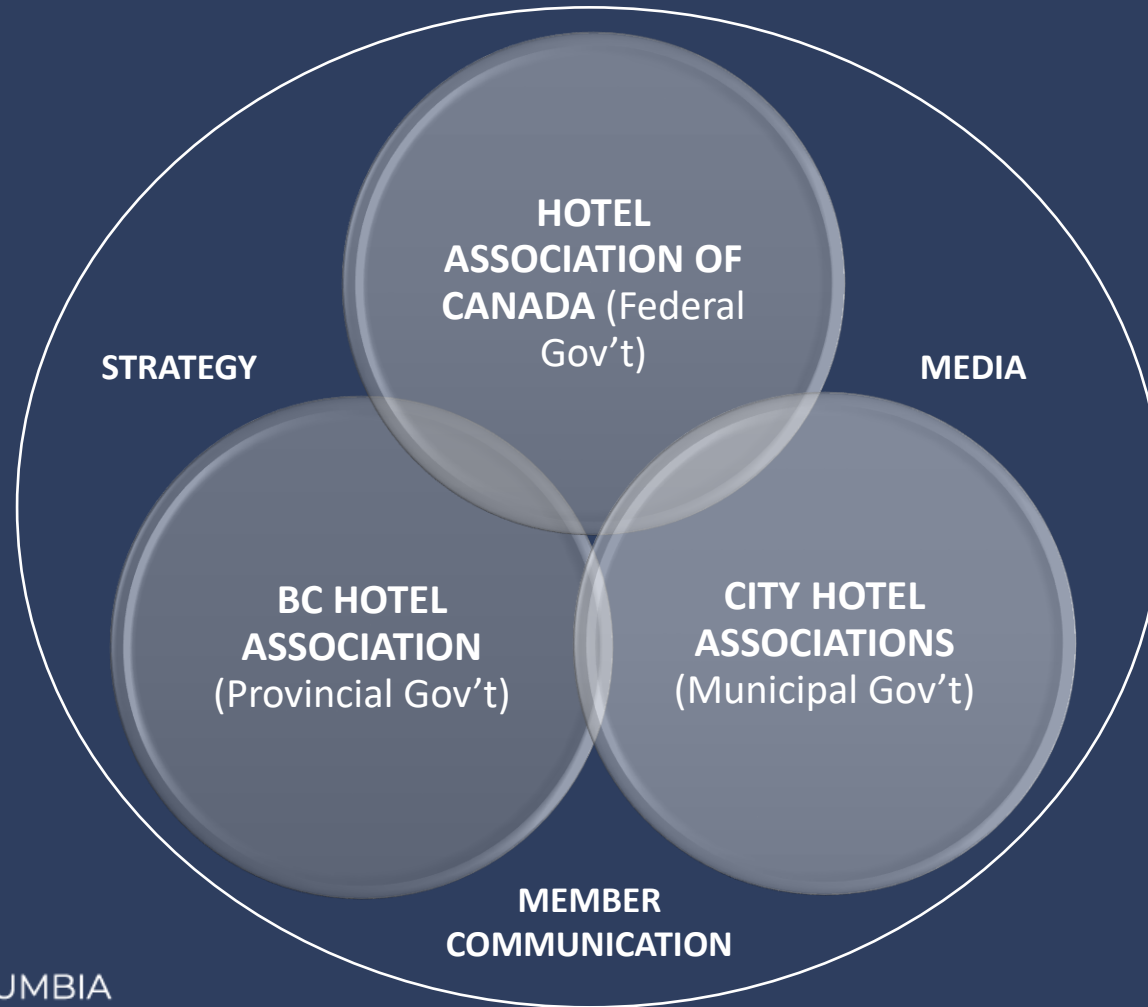 HOTEL
ASSOCIATION OF
CANADA (Federal
Gov’t)
STRATEGY
MEDIA
BC HOTEL
ASSOCIATION
(Provincial Gov’t)
CITY HOTEL
ASSOCIATIONS
(Municipal Gov’t)
MEMBER
COMMUNICATION
UMBIA